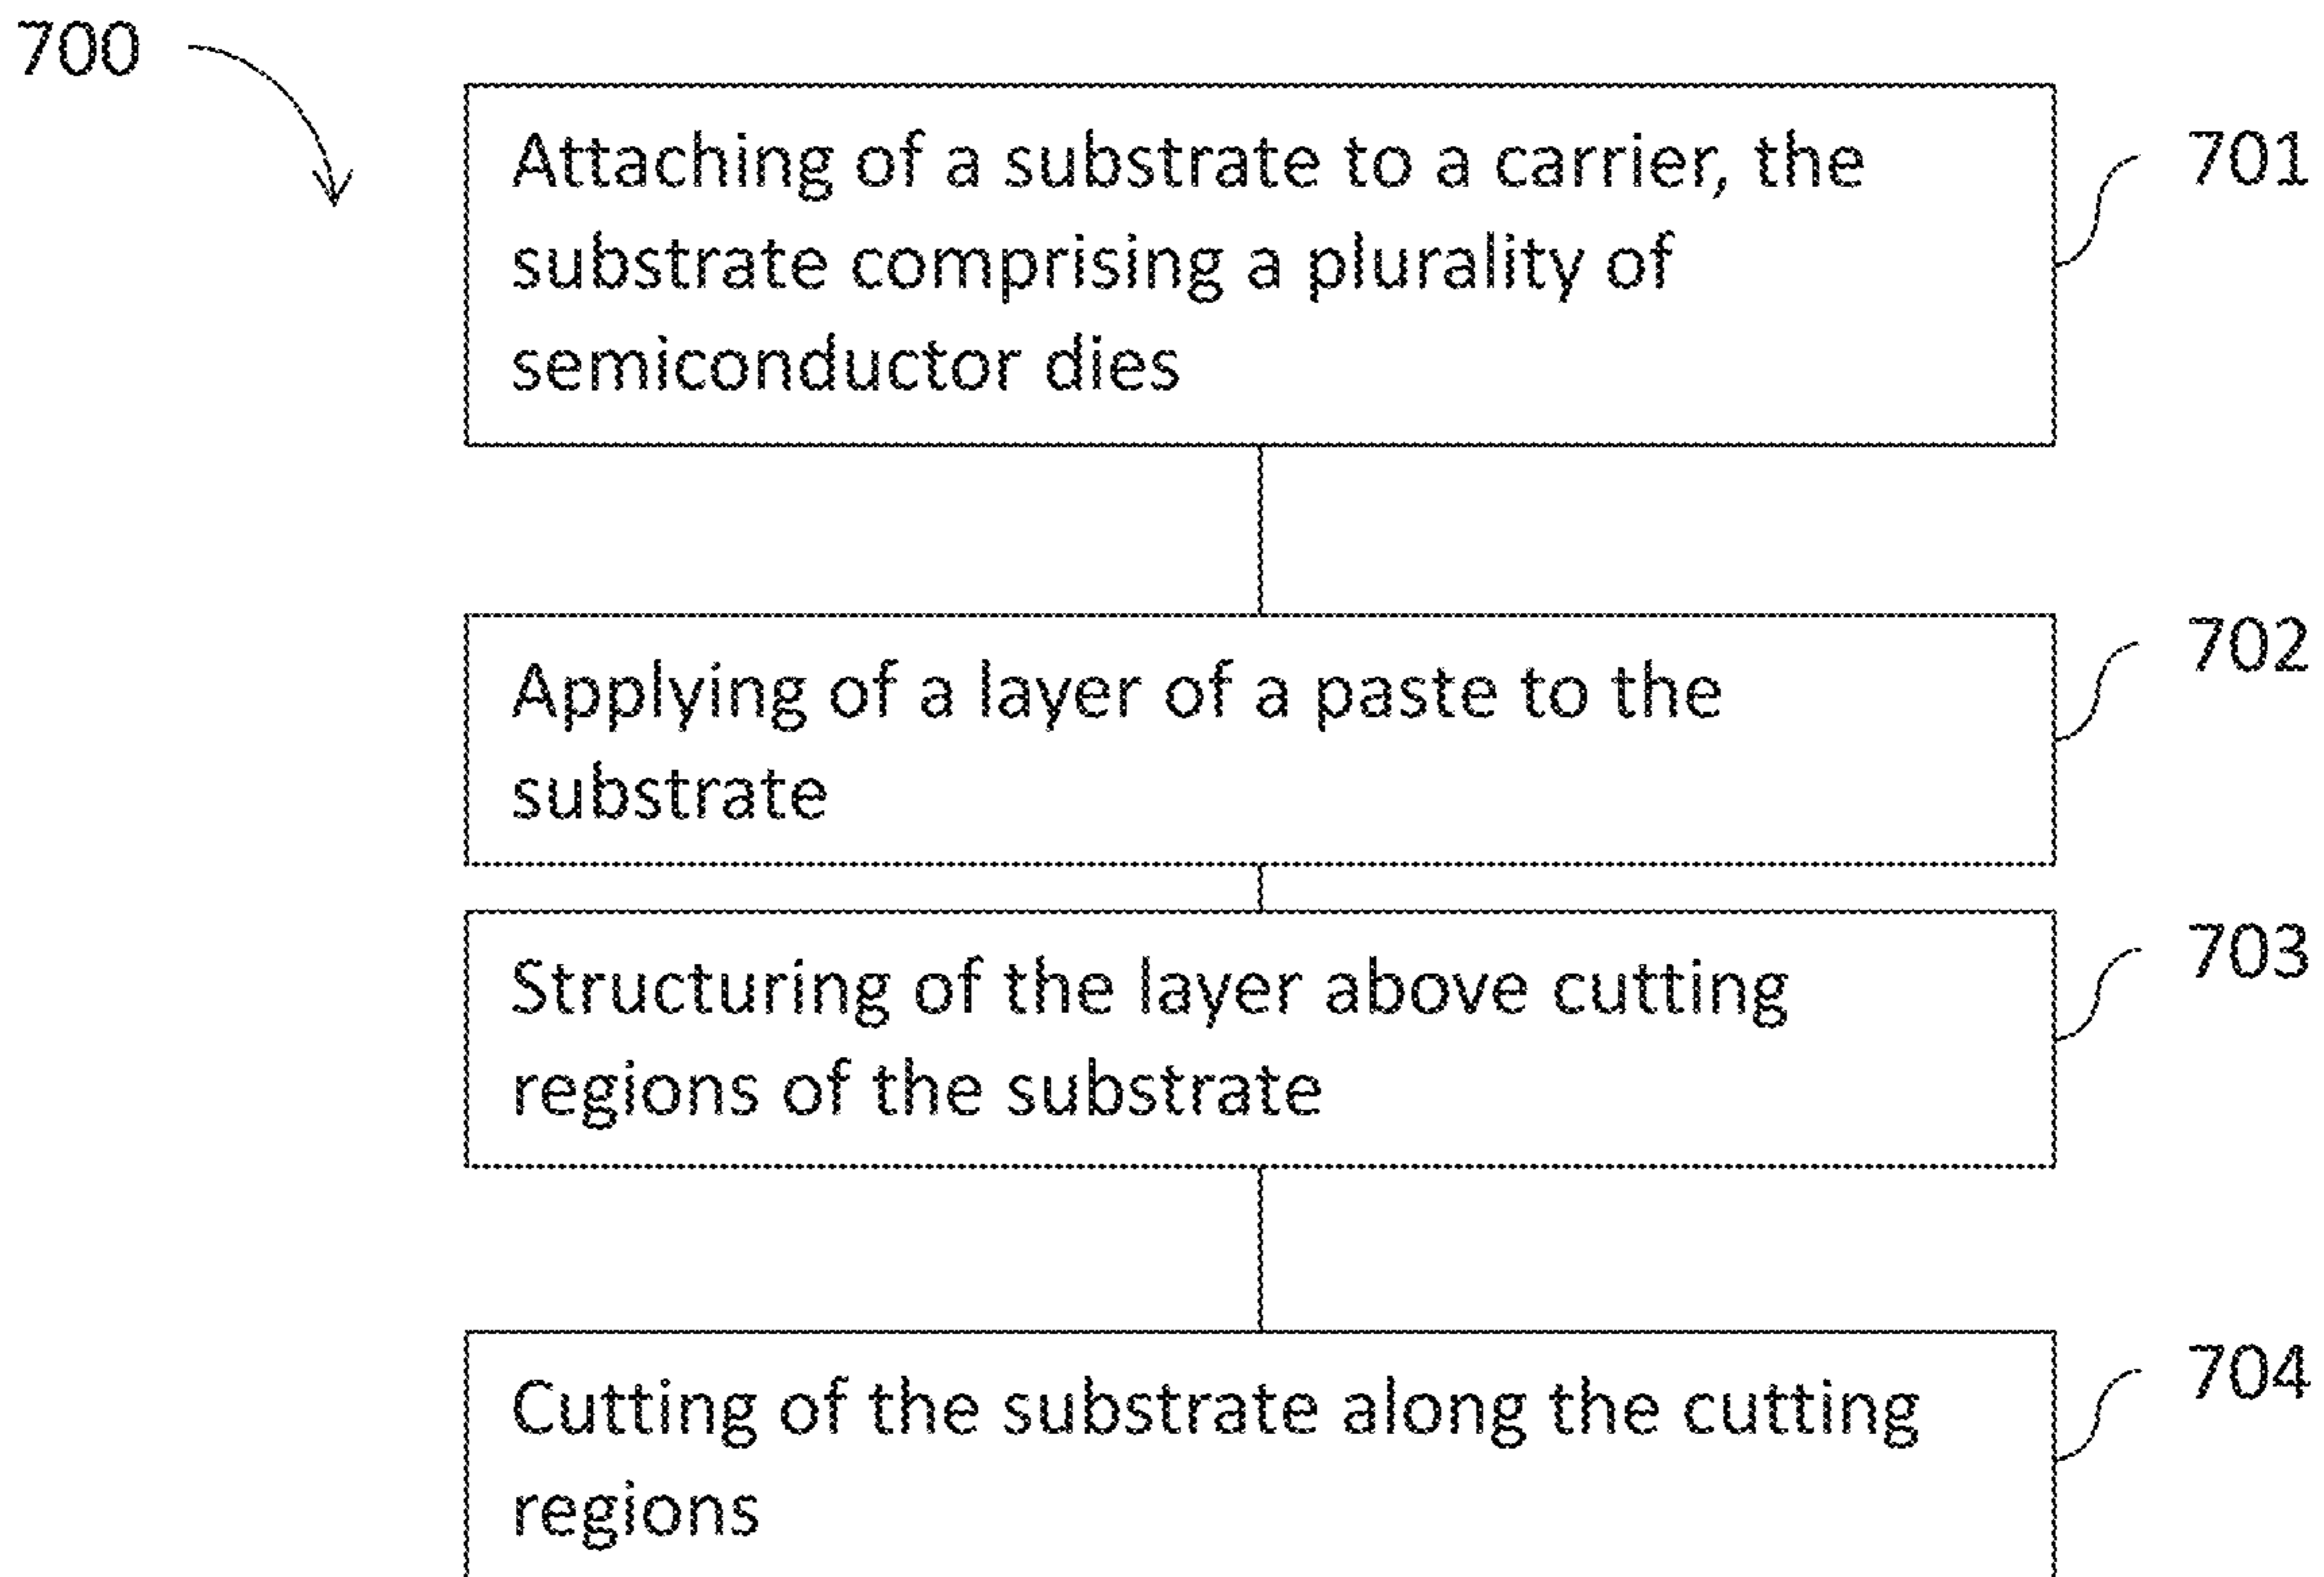 700
Attaching of a substrate to a carrier, the
substrate comprising a plurality of
semiconductor dies
701
Applying of a layer of a paste to the
substrate
702
Structuring of the layer above cutting
regions of the substrate
703
Cutting of the substrate along the cutting
regions
704